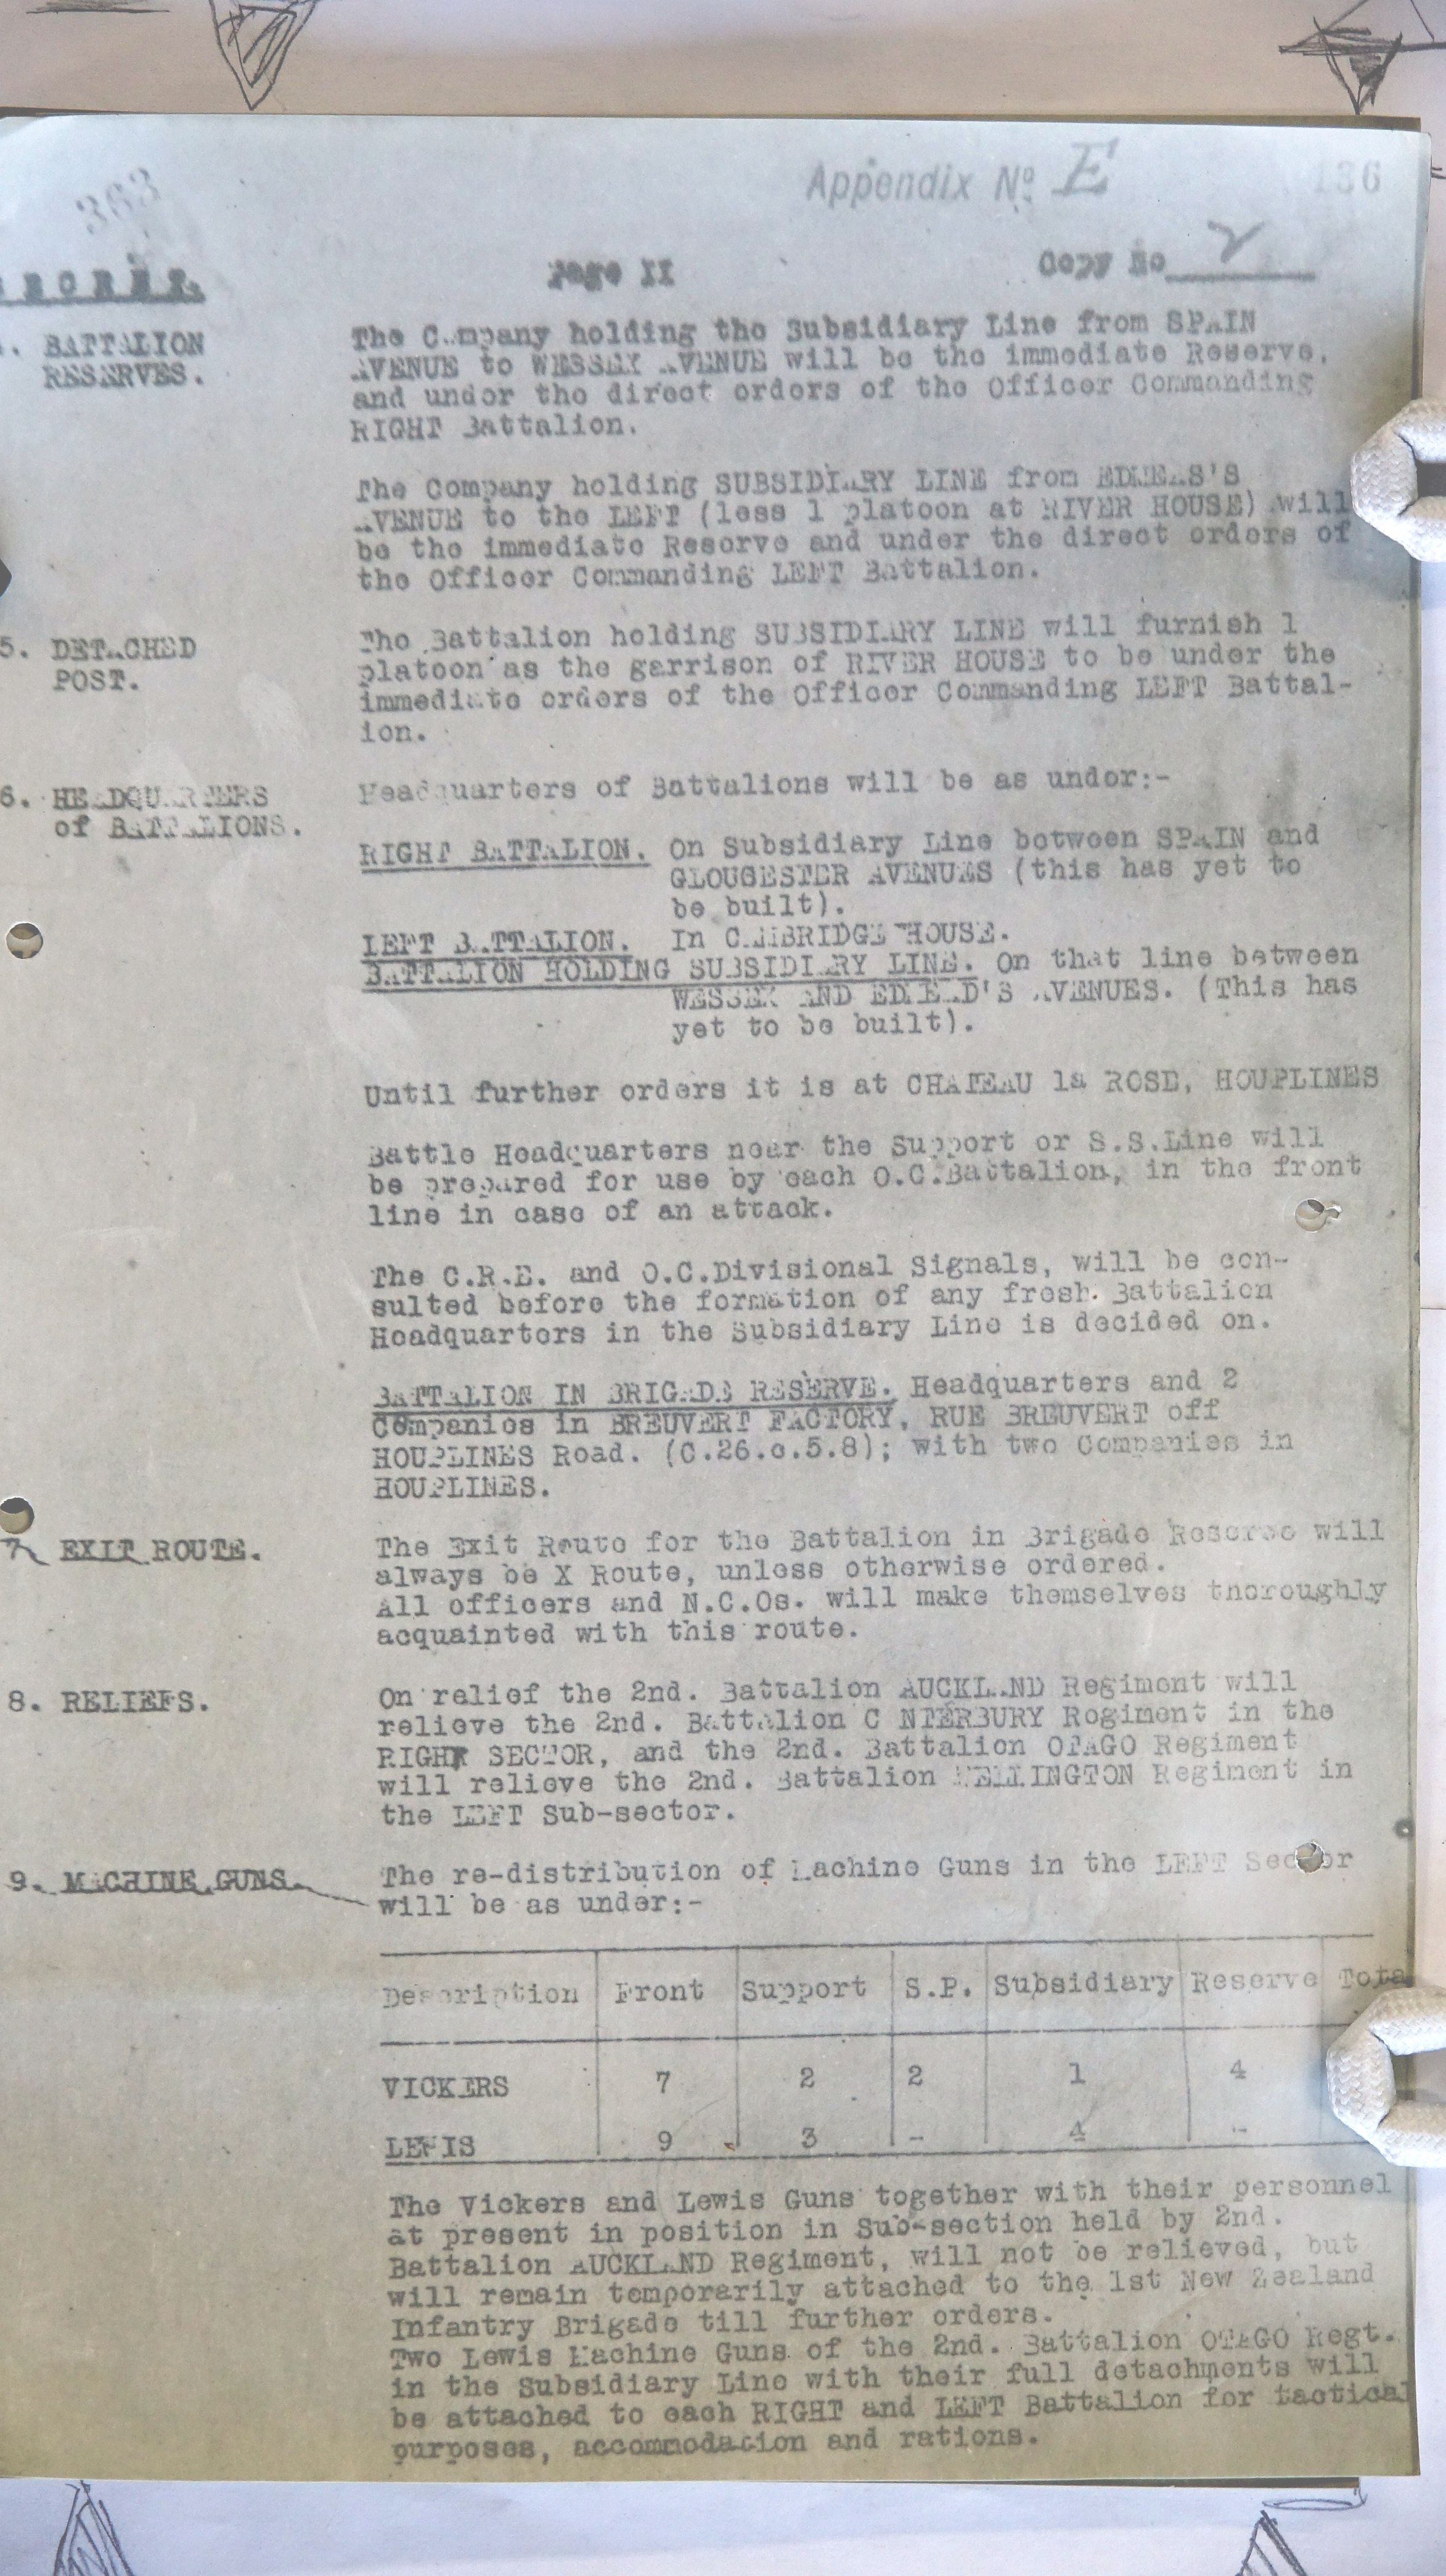 Appendix No. E
136
363
Page II
Copy No 2
SECRET.
BATTALION RESERVES.
The Company holding the Subsidiary Line from SPAIN
AVENUE to WESSEX AVENUE will be the immediate Reserve,
and under the direct orders of the Officer Commanding
RIGHT Battalion.
The Company holding SUBSIDIARY LINE from
AVENUE to the LEFT (less 1 platoon at RIVER HOUSE) will
be the immediate Reserve and under the direct orders of
the Officer Commanding LEFT Battalion.
5. DETACHED POST.
The Battalion holding SUBSIDIARY LINE will furnish 1
platoon as the garrison of RIVER HOUSE to be under the
immediate orders of the Officer Commanding LEFT Battal-
ion.
6. HEADQUARTERS of BATTALIONS.
Headquarters of Battalions will be as under:-
RIGHT BATTALION. On Subsidiary Line between SPAIN and
GLOUCESTER AVENUES (this has yet to
be built).
LEFT BATTALION. In CAMBRIDGE HOUSE.
BATTALION HOLDING SUBSIDIARY LINE. On that line between
WESSEX AND EDMEAD'S AVENUES. (This has
yet to be built).
Until further orders it is at CHATEAU la ROSE, HOUPLINES
Battle Headquarters near the Support or S.S.Line will
be prepared for use by each O.C.Battalion, in the front
line in case of an attack.
The C.R.E. and O.C.Divisional Signals, will be con-
sulted before the formation of any fresh Battalion
Headquarters in the Subsidiary Line is decided on.
BATTALION IN BRIGADE RESERVE. Headquarters and 2
Companies in BREUVERT FACTORY, RUE BREUVERT off
HOUPLINES Road. (C.26.c.5.8); with two Companies in
HOUPLINES.
7. EXIT ROUTE.
The Exit Route for the Battalion in Brigade Reserve will
always be X Route, unless otherwise ordered.
All officers and N.C.Os. will make themselves thoroughly
acquainted with this route.
8. RELIEFS.
On relief the 2nd. Battalion AUCKLAND Regiment will
relieve the 2nd. Battalion C NTERBURY Regiment in the
RIGHT SECTOR, and the 2nd. Battalion OTAGO Regiment
will relieve the 2nd. Battalion WELLINGTON Regiment in
the LEFT Sub-sector.
9. MACHINE GUNS.
The re-distribution of Machine Guns in the LEFT Sector
will be as under:-
Description Front Support S.P. Subsidiary Reserve Tota
VICKERS 7 2 2 1 4
LEWIS 9 3 - 4 -
The Vickers and Lewis Guns together with their personnel
at present in position in Sub-section held by 2nd.
Battalion AUCKLAND Regiment, will not be relieved, but
will remain temporarily attached to the 1st New Zealand
Infantry Brigade till further orders.
Two Lewis Machine Guns of the 2nd. Battalion OTAGO Regt.
in the Subsidiary Line with their full detachments will
be attached to each RIGHT and LEFT Battalion for tactical
purposes, accommodation and rations.